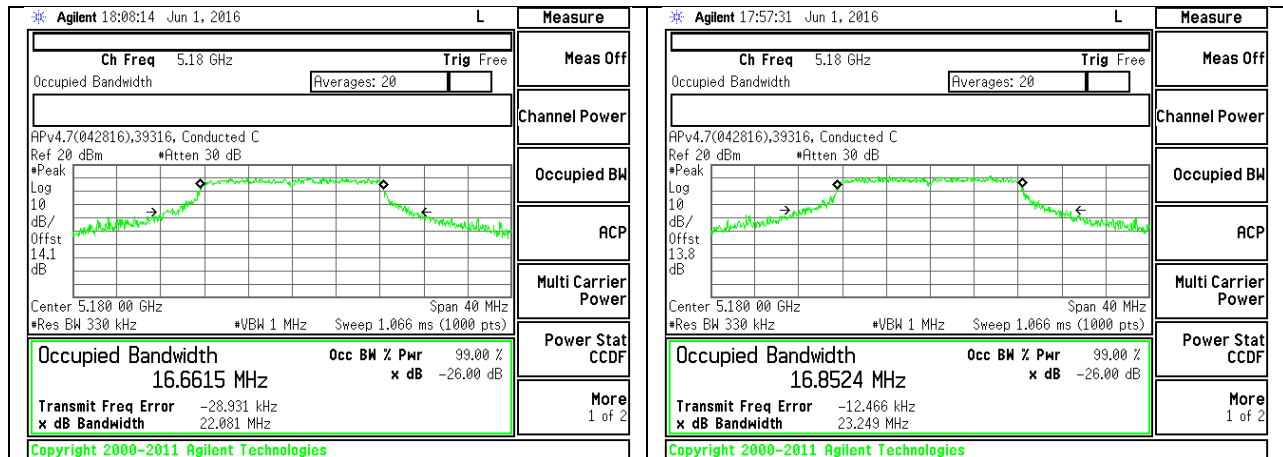 Agilent 18:08:14 Jun 1, 2016 L Measure
Ch Freq 5.18 GHz Trig Free
Meas Off
Occupied Bandwidth Averages: 20
Channel Power
APv4.7(042816),39316, Conducted C
Ref 20 dBm #Atten 30 dB
#Peak
Occupied BW
Log
10
dB/
ACP
Offst
14.1
dB
Multi Carrier
Power
Center 5.180 00 GHz Span 40 MHz
#Res BW 330 kHz #VBW 1 MHz Sweep 1.066 ms (1000 pts)
Power Stat
CCDF
Occupied Bandwidth Occ BW % Pwr 99.00 %
16.6615 MHz x dB -26.00 dB
More
1 of 2
Transmit Freq Error -28.931 kHz
x dB Bandwidth 22.081 MHz
Copyright 2000-2011 Agilent Technologies
Agilent 17:57:31 Jun 1, 2016 L Measure
Ch Freq 5.18 GHz Trig Free
Meas Off
Occupied Bandwidth Averages: 20
Channel Power
APv4.7(042816),39316, Conducted C
Ref 20 dBm #Atten 30 dB
#Peak
Occupied BW
Log
10
dB/
ACP
Offst
13.8
dB
Multi Carrier
Power
Center 5.180 00 GHz Span 40 MHz
#Res BW 330 kHz #VBW 1 MHz Sweep 1.066 ms (1000 pts)
Power Stat
CCDF
Occupied Bandwidth Occ BW % Pwr 99.00 %
16.8524 MHz x dB -26.00 dB
More
1 of 2
Transmit Freq Error -12.466 kHz
x dB Bandwidth 23.249 MHz
Copyright 2000-2011 Agilent Technologies